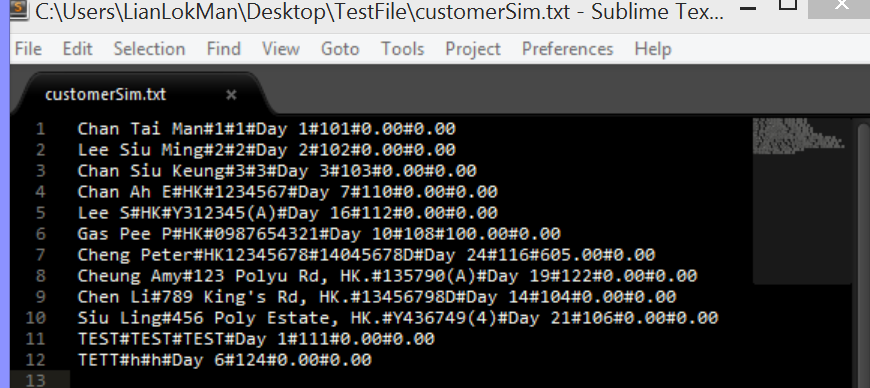 C:\Users\LianLokMan\Desktop\TestFile\customerSim.txt - Sublime Tex...
File Edit Selection Find View Goto Tools Project Preferences Help
customerSim.txt ×
1 Chan Tai Man#1#1#Day 1#101#0.00#0.00
2 Lee Siu Ming#2#2#Day 2#102#0.00#0.00
3 Chan Siu Keung#3#3#Day 3#103#0.00#0.00
4 Chan Ah E#HK#1234567#Day 7#110#0.00#0.00
5 Lee S#HK#Y312345(A)#Day 16#112#0.00#0.00
6 Gas Pee P#HK#0987654321#Day 10#108#100.00#0.00
7 Cheng Peter#HK12345678#14045678D#Day 24#116#605.00#0.00
8 Cheung Amy#123 Polyu Rd, HK.#135790(A)#Day 19#122#0.00#0.00
9 Chen Li#789 King's Rd, HK.#13456798D#Day 14#104#0.00#0.00
10 Siu Ling#456 Poly Estate, HK.#Y436749(4)#Day 21#106#0.00#0.00
11 TEST#TEST#TEST#Day 1#111#0.00#0.00
12 TETT#h#h#Day 6#124#0.00#0.00
13